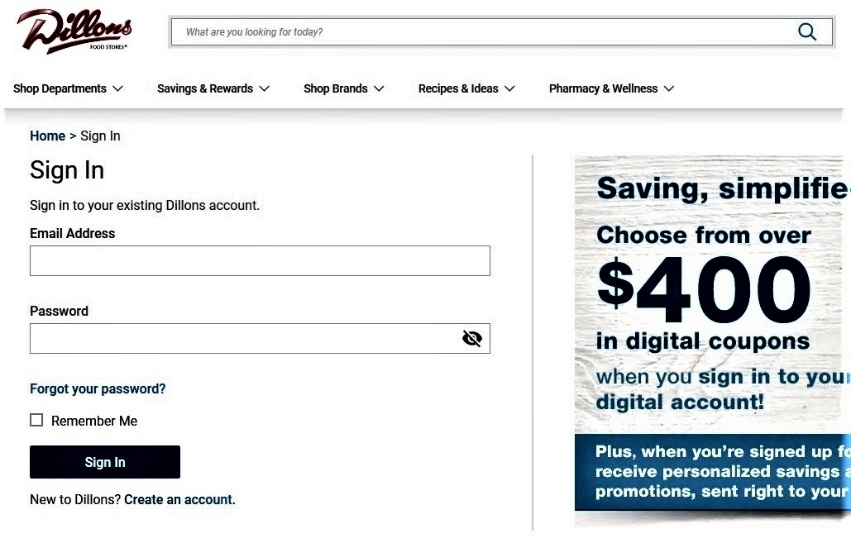 Dillons
FOOD STORES®
What are you looking for today?
Shop Departments
Savings & Rewards
Shop Brands
Recipes & Ideas
Pharmacy & Wellness
Home > Sign In
Sign In
Sign in to your existing Dillons account.
Email Address
Password
Forgot your password?
Remember Me
Sign In
New to Dillons? Create an account.
Saving, simplifie
Choose from over
$400
in digital coupons
when you sign in to your
digital account!
Plus, when you're signed up fo
receive personalized savings a
promotions, sent right to your